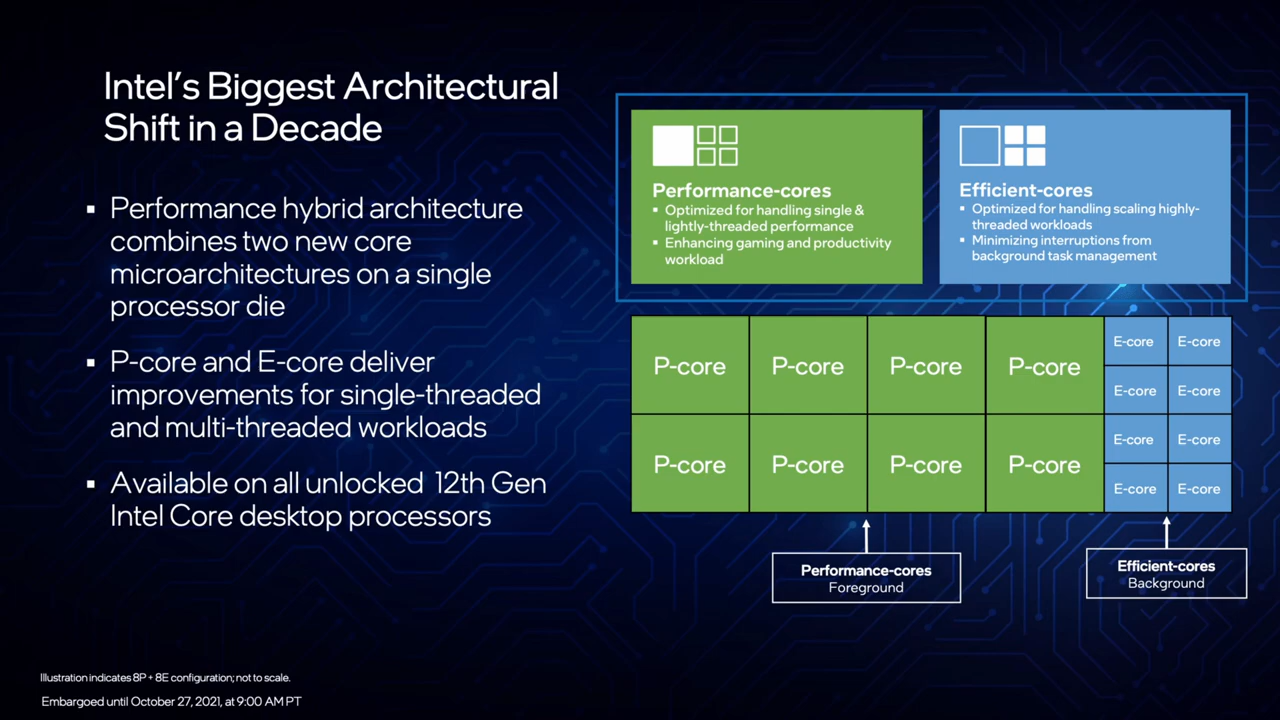 Intel's Biggest Architectural
Shift in a Decade
▪ Performance hybrid architecture
combines two new core
microarchitectures on a single
processor die
▪ P-core and E-core deliver
improvements for single-threaded
and multi-threaded workloads
▪ Available on all unlocked 12th Gen
Intel Core desktop processors
Performance-cores
▪ Optimized for handling single &
lightly-threaded performance
▪ Enhancing gaming and productivity
workload
Efficient-cores
▪ Optimized for handling scaling highly-
threaded workloads
▪ Minimizing interruptions from
background task management
P-core P-core P-core P-core E-core E-core
E-core E-core
P-core P-core P-core P-core E-core E-core
E-core E-core
Performance-cores
Foreground
Efficient-cores
Background
Illustration indicates 8P + 8E configuration; not to scale.
Embargoed until October 27, 2021, at 9:00 AM PT